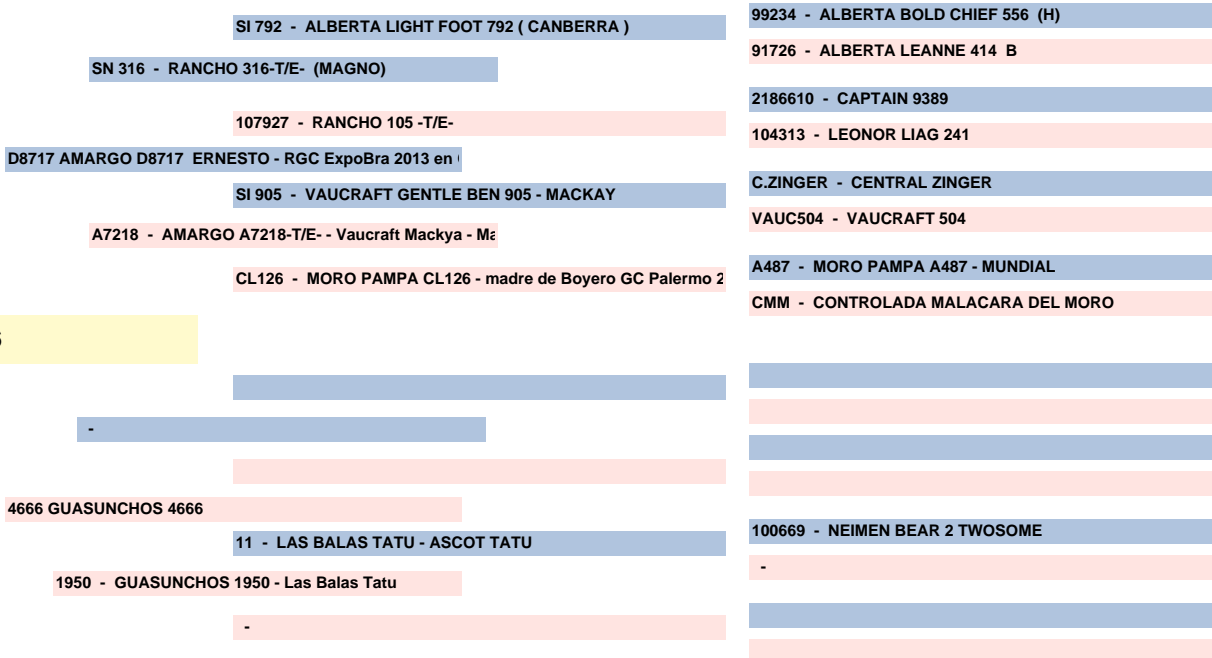 99234 - ALBERTA BOLD CHIEF 556 (H)
SI 792 - ALBERTA LIGHT FOOT 792 ( CANBERRA )
91726 - ALBERTA LEANNE 414 B
SN 316 - RANCHO 316-T/E- (MAGNO)
2186610 - CAPTAIN 9389
107927 - RANCHO 105 -T/E-
104313 - LEONOR LIAG 241
D8717 AMARGO D8717 ERNESTO - RGC ExpoBra 2013 en
C.ZINGER - CENTRAL ZINGER
SI 905 - VAUCRAFT GENTLE BEN 905 - MACKAY
VAUC504 - VAUCRAFT 504
A7218 - AMARGO A7218-T/E- - Vaucraft Mackya - Ma
A487 - MORO PAMPA A487 - MUNDIAL
CL126 - MORO PAMPA CL126 - madre de Boyero GC Palermo 2
CMM - CONTROLADA MALACARA DEL MORO
-
4666 GUASUNCHOS 4666
100669 - NEIMEN BEAR 2 TWOSOME
11 - LAS BALAS TATU - ASCOT TATU
-
1950 - GUASUNCHOS 1950 - Las Balas Tatu
-